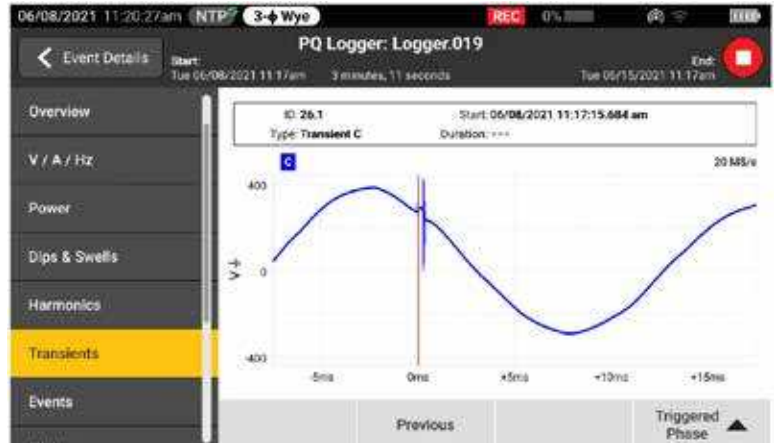 06/08/2021 11:20:27am NTP 3-ϕ Wye REC 0%
Event Details
PQ Logger: Logger.019
Start:
Tue 06/08/2021 11:17am 3 minutes, 11 seconds
End:
Tue 06/15/2021 11:17am
Overview
V / A / Hz
Power
Dips & Swells
Harmonics
Transients
Events
ID: 26.1 Start: 06/08/2021 11:17:15.684 am
Type: Transient C Duration: ---
C
20 MS/s
400
V
0
-400
-5ms 0ms +5ms +10ms +15ms
Previous
Triggered
Phase